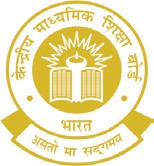 केन्द्रीय माध्यमिक शिक्षा बोर्ड
भारत
असतो मा सद्गमय